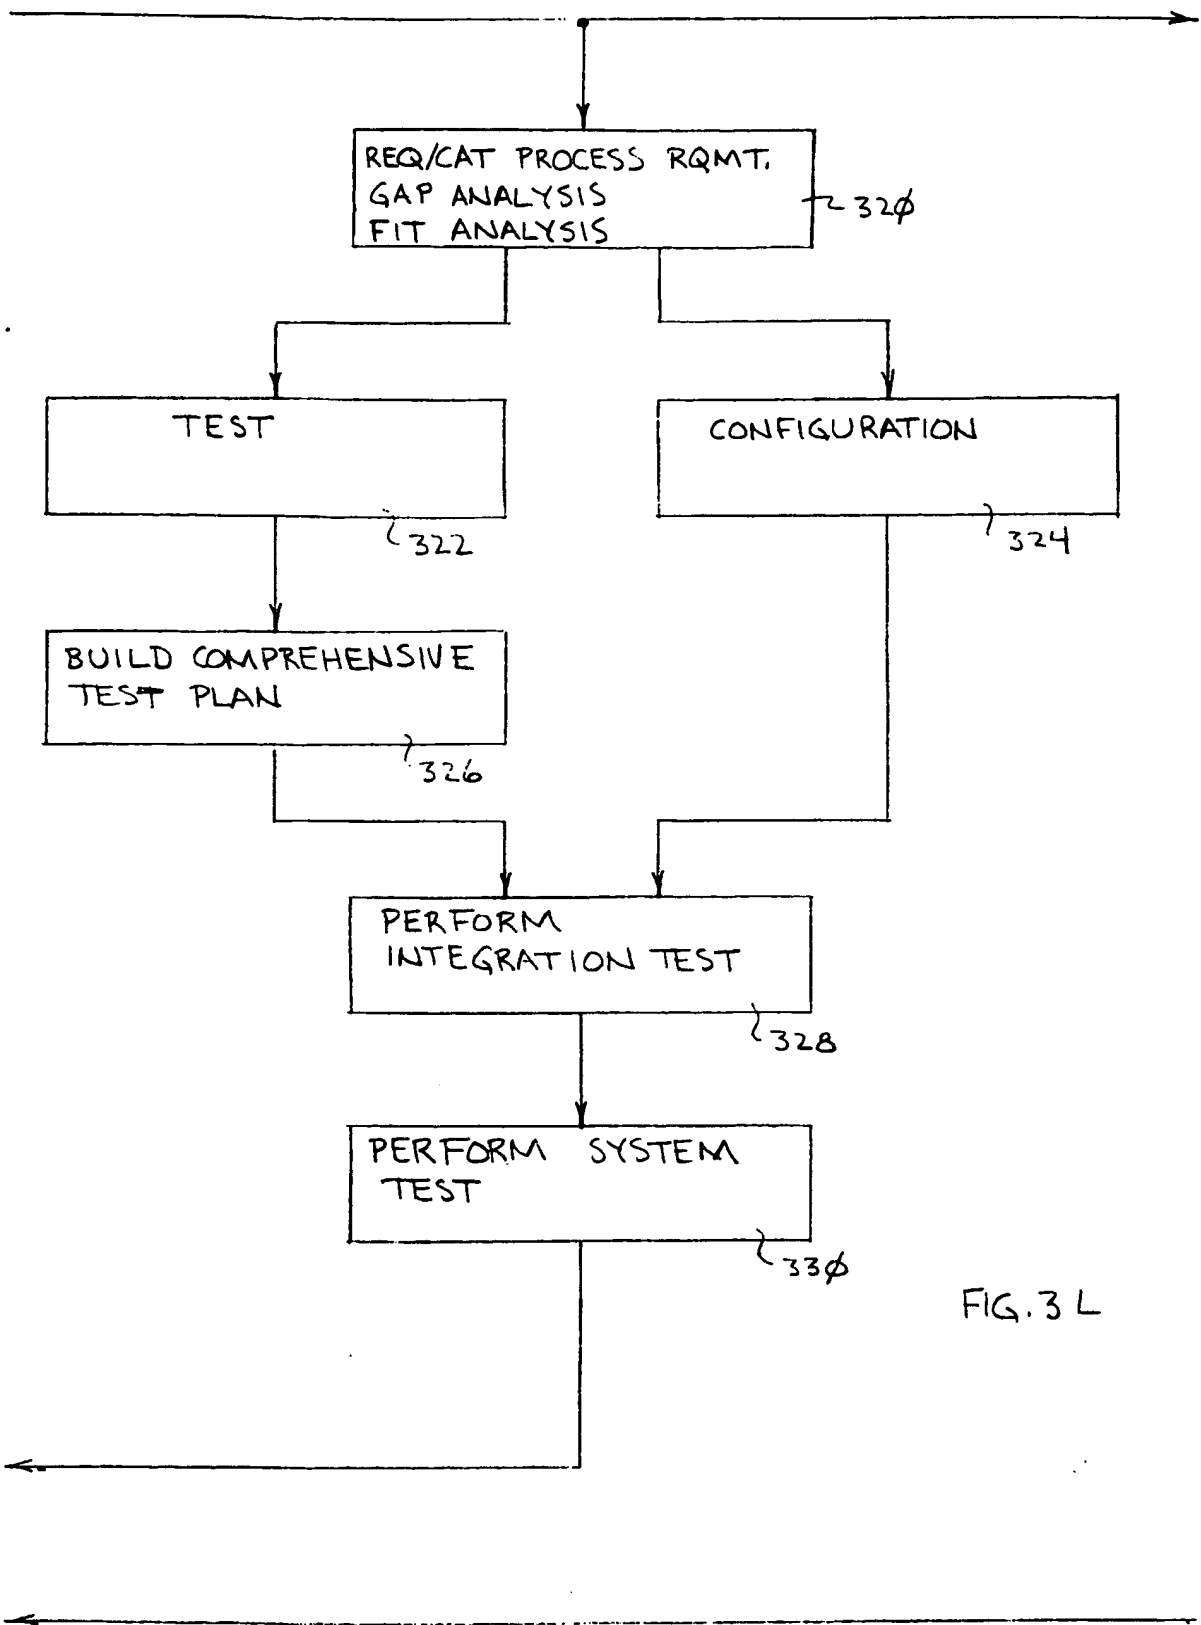 REQ/CAT PROCESS RQMT.
GAP ANALYSIS
FIT ANALYSIS
320
TEST
322
CONFIGURATION
324
BUILD COMPREHENSIVE
TEST PLAN
326
PERFORM
INTEGRATION TEST
328
PERFORM SYSTEM
TEST
330
FIG. 3 L